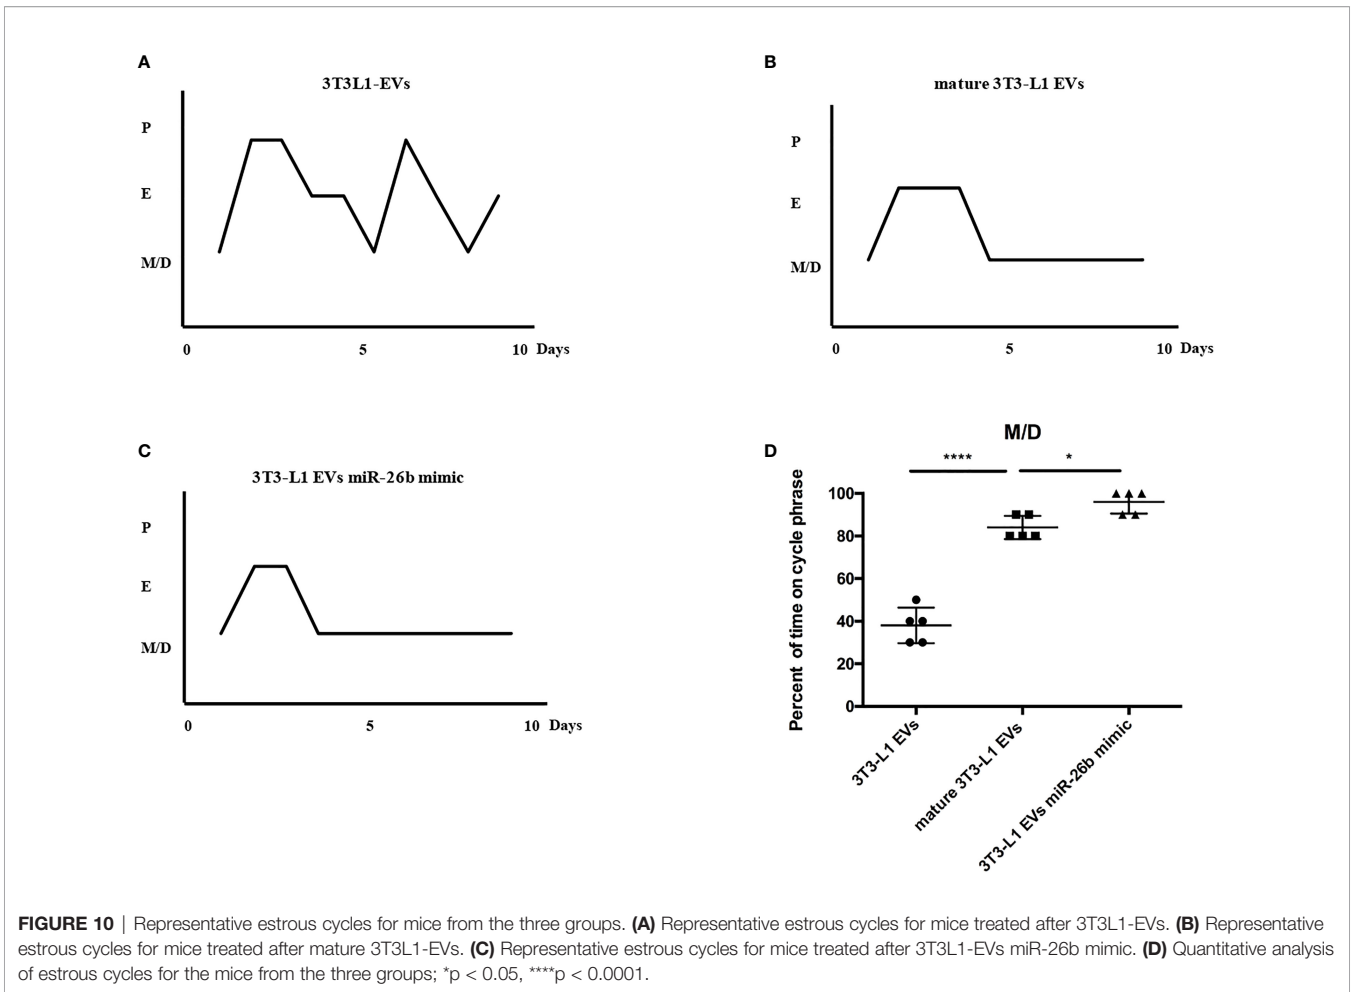 A
3T3L1-EVs
P
E
M/D
0 5 10 Days
B
mature 3T3-L1 EVs
P
E
M/D
0 5 10 Days
C
3T3-L1 EVs miR-26b mimic
P
E
M/D
0 5 10 Days
D
M/D
**** *
Percent of time on cycle phrase
100
80
60
40
20
0
3T3-L1 EVs
mature 3T3-L1 EVs
3T3-L1 EVs miR-26b mimic
FIGURE 10 | Representative estrous cycles for mice from the three groups. (A) Representative estrous cycles for mice treated after 3T3L1-EVs. (B) Representative
estrous cycles for mice treated after mature 3T3L1-EVs. (C) Representative estrous cycles for mice treated after 3T3L1-EVs miR-26b mimic. (D) Quantitative analysis
of estrous cycles for the mice from the three groups; *p < 0.05, ****p < 0.0001.